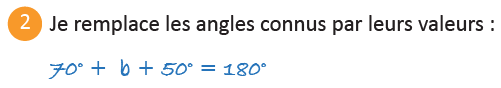 2 Je remplace les angles connus par leurs valeurs :
70° + b + 50° = 180°